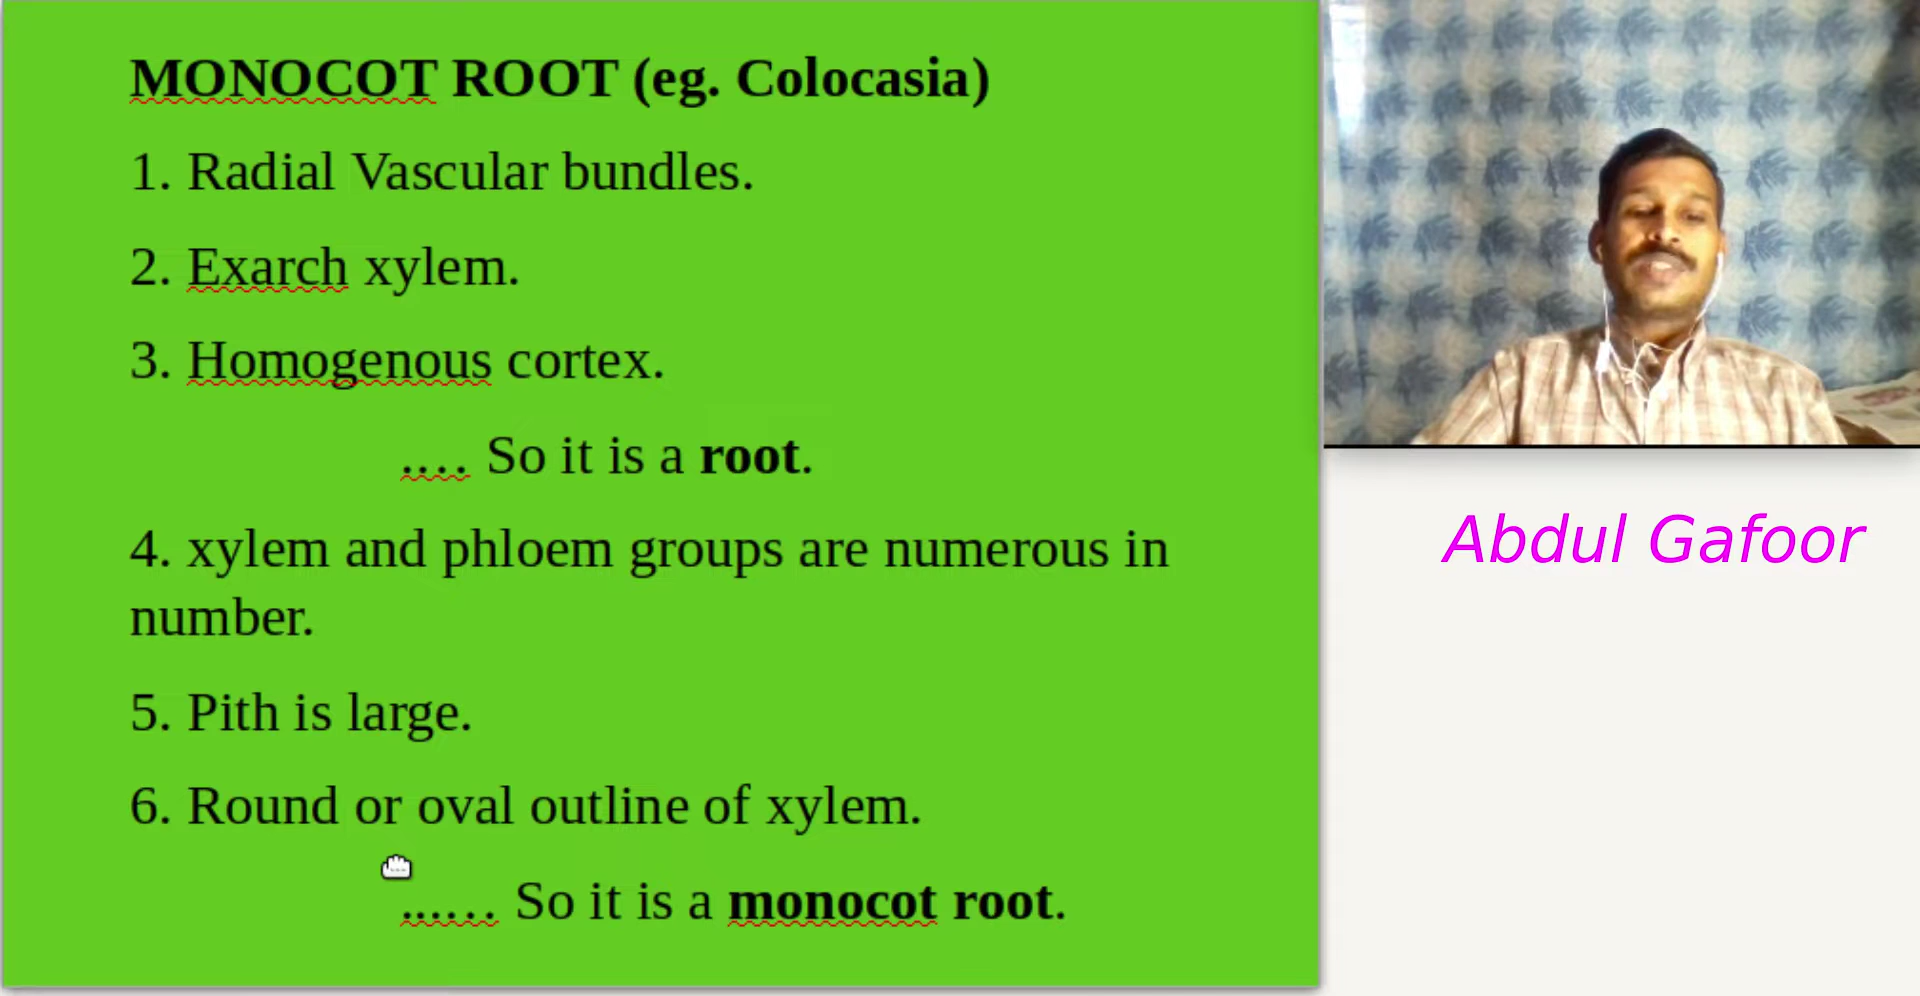 MONOCOT ROOT (eg. Colocasia)
1. Radial Vascular bundles.
2. Exarch xylem.
3. Homogenous cortex.
.... So it is a root.
4. xylem and phloem groups are numerous in
number.
5. Pith is large.
6. Round or oval outline of xylem.
...... So it is a monocot root.
Abdul Gafoor